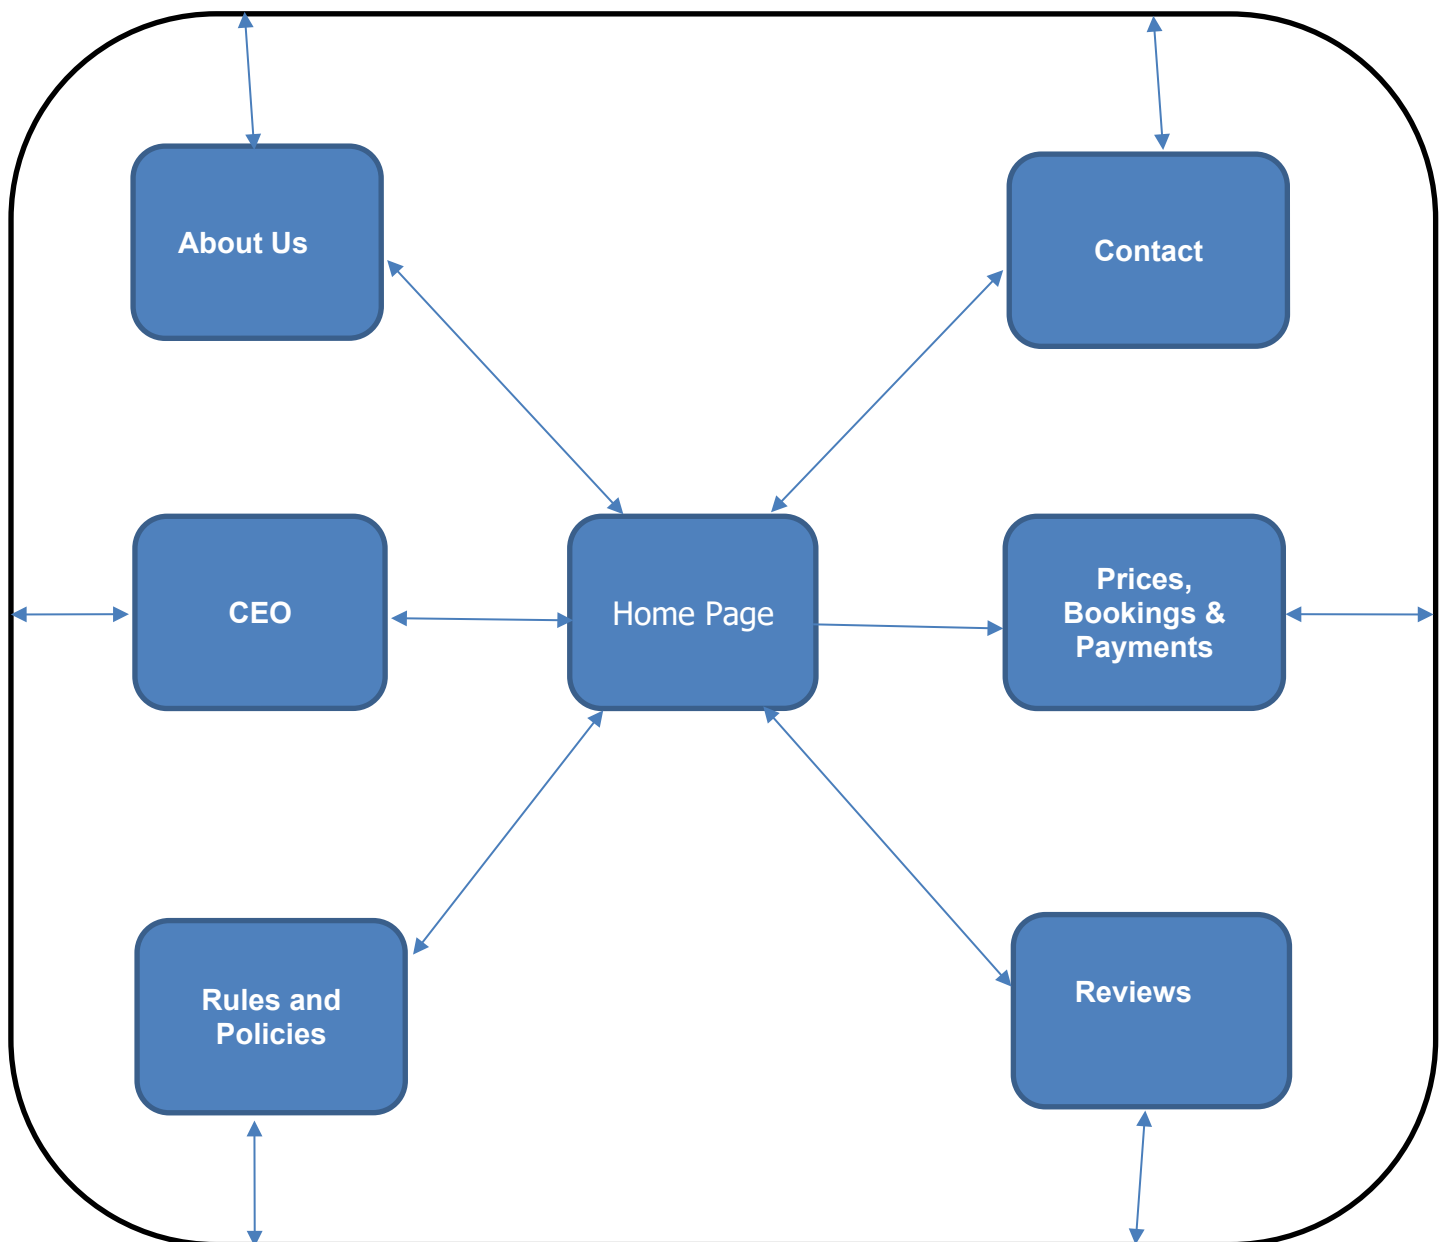 About Us
Contact
CEO
Home Page
Prices,
Bookings &
Payments
Rules and
Policies
Reviews